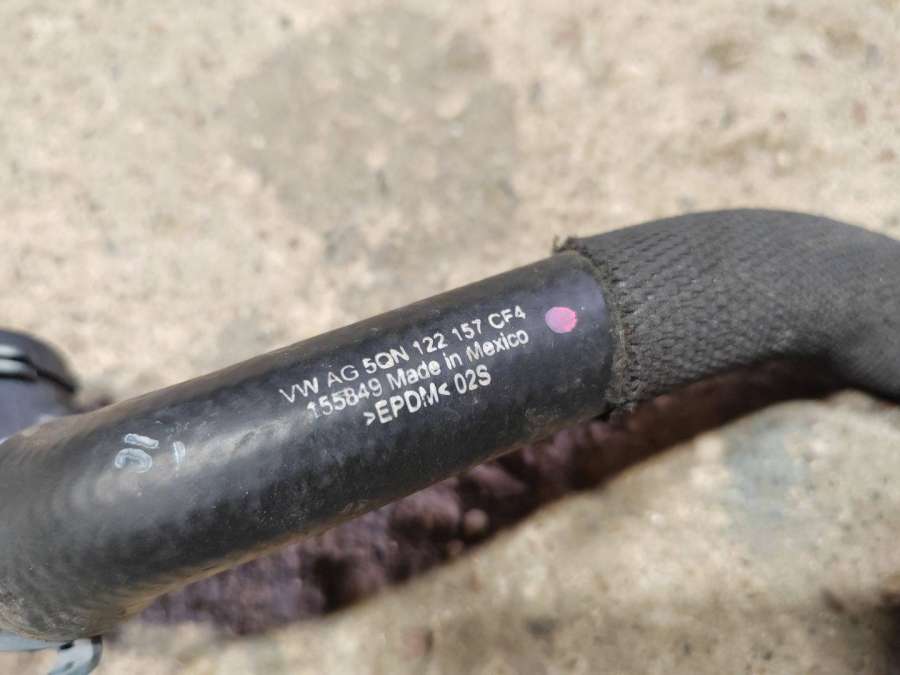 VW AG 5QN 122 157 CF4
155849 Made in Mexico
>EPDM< 02S